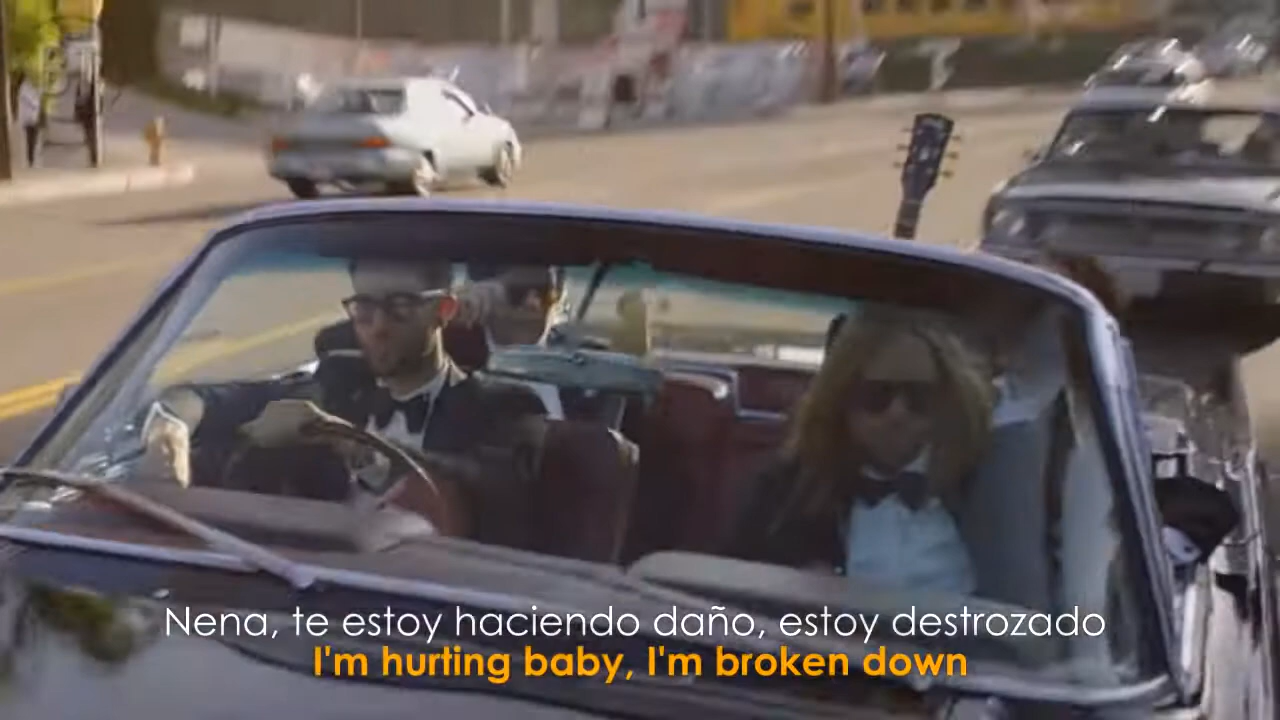 Nena, te estoy haciendo daño, estoy destrozado
I'm hurting baby, I'm broken down